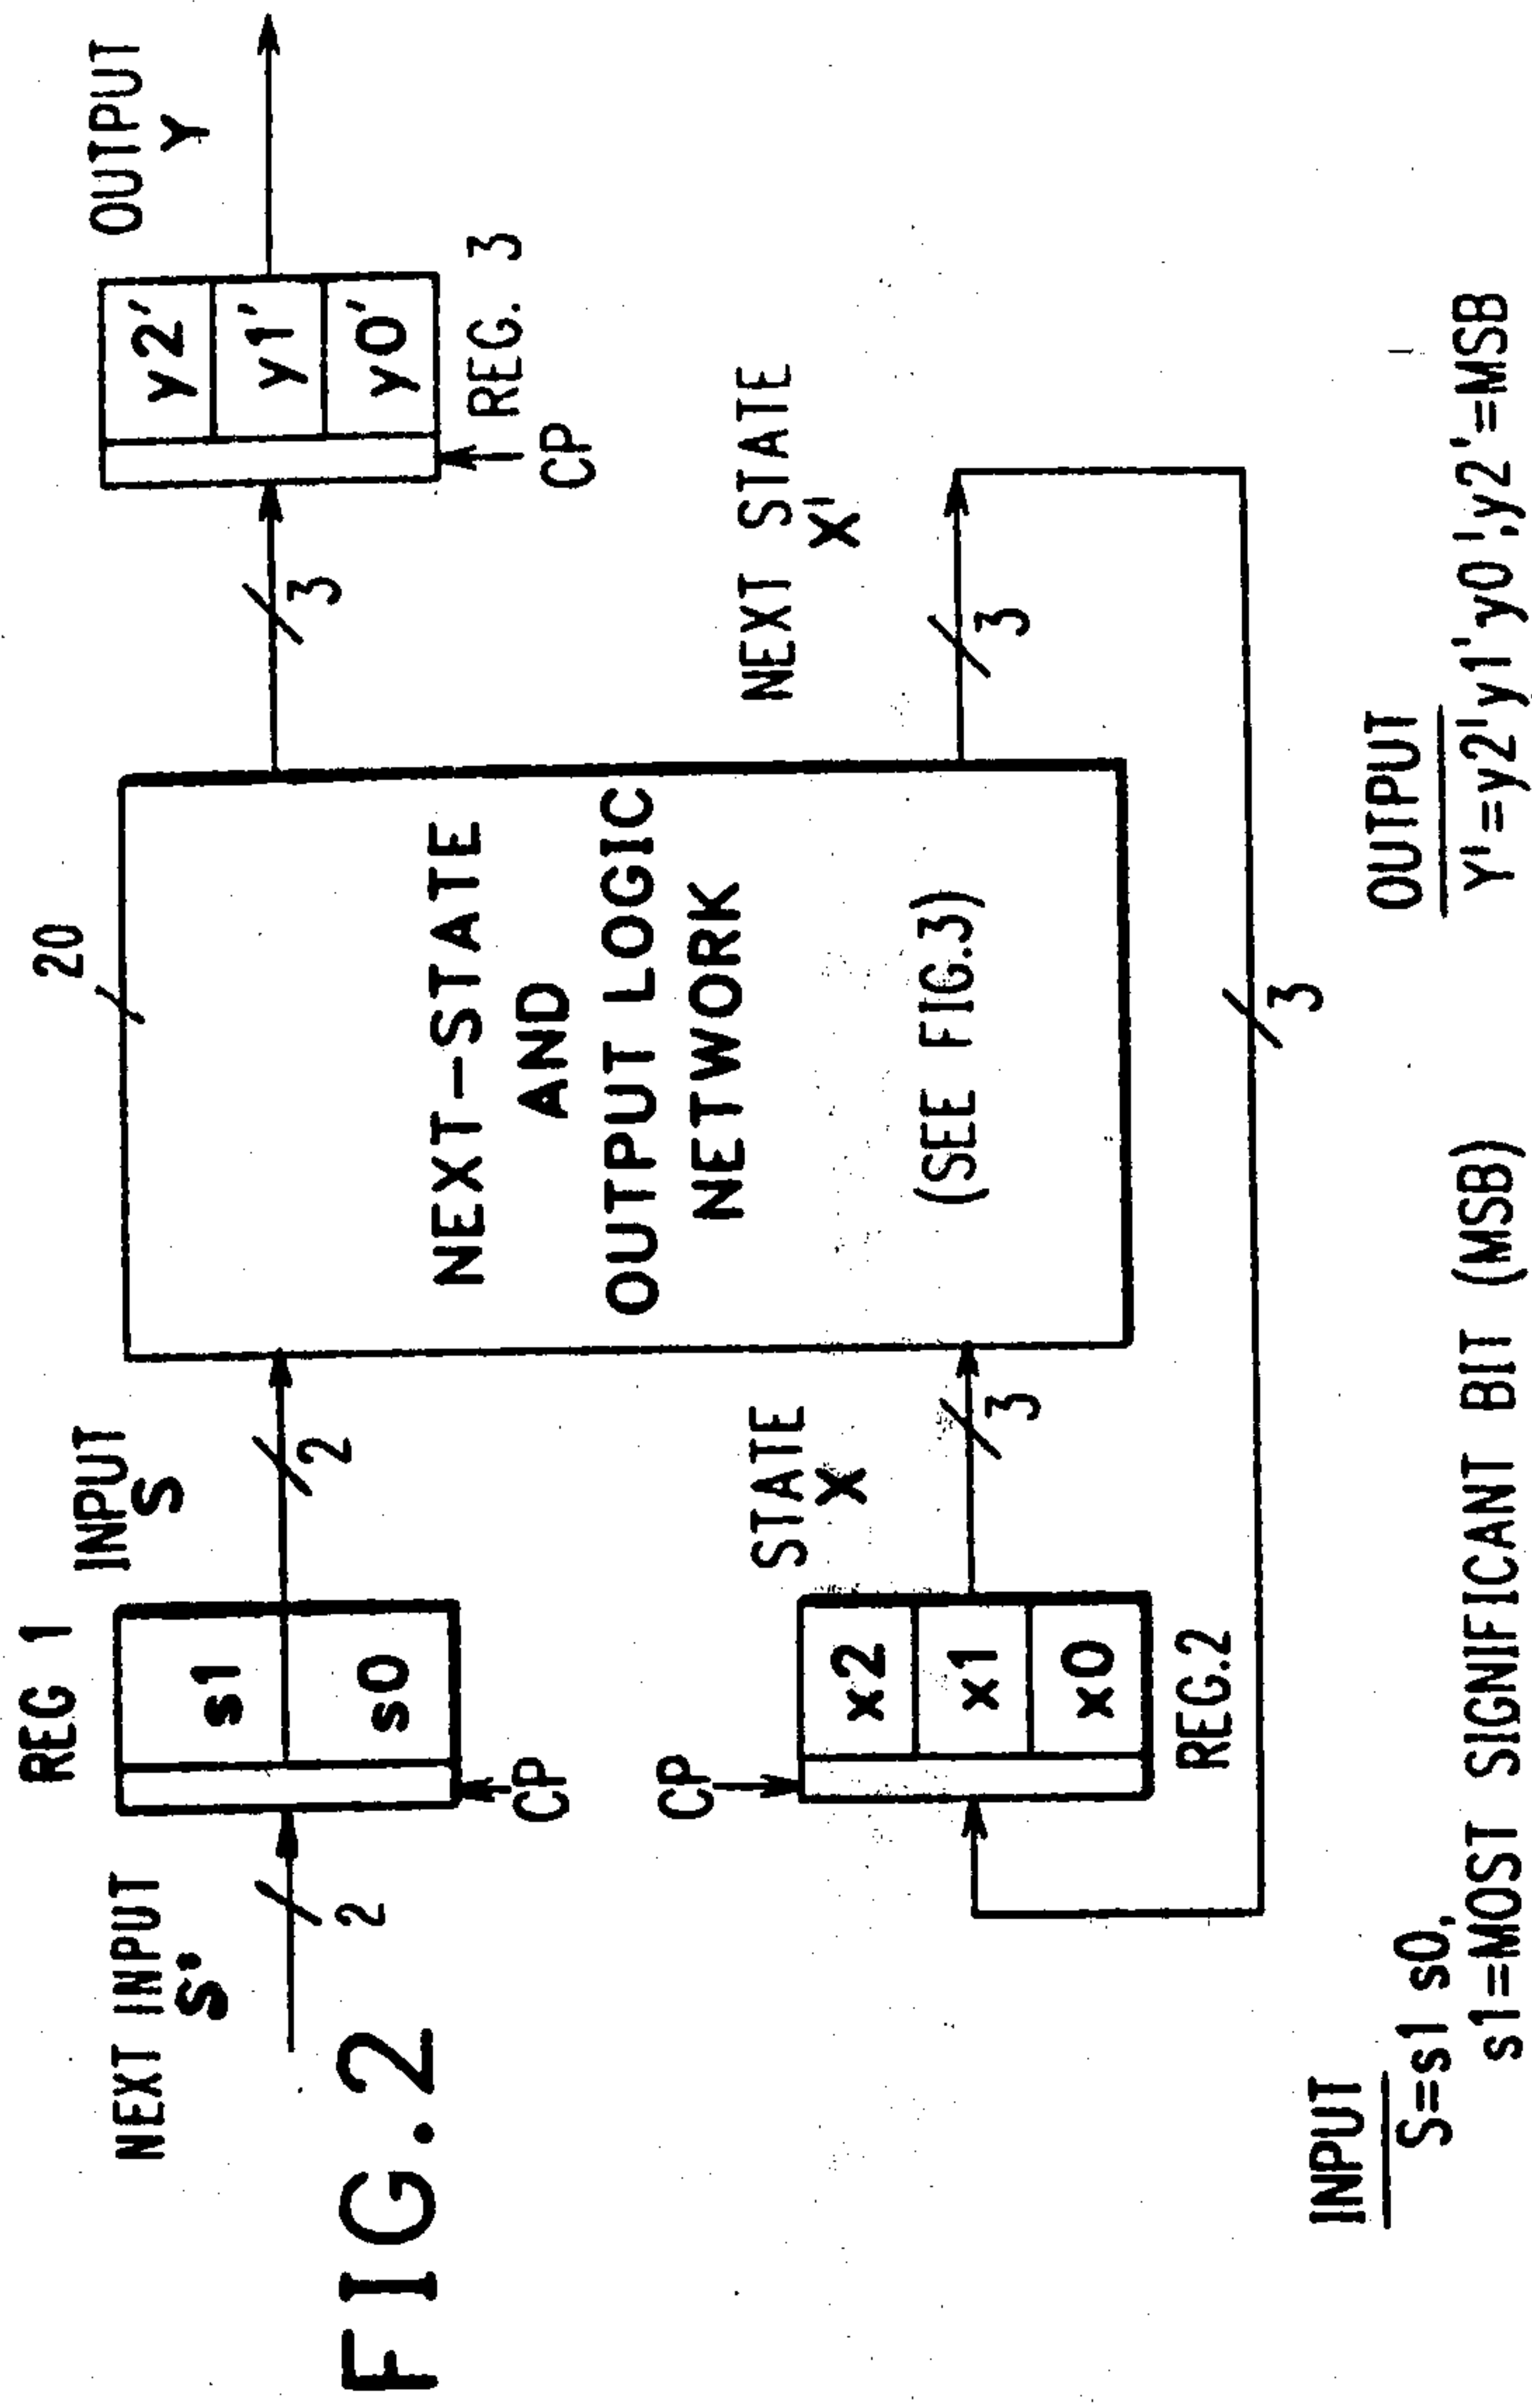 REG 1
NEXT INPUT
S'
2
s1
s0
CP
INPUT
S
2
20
NEXT-STATE
AND
OUTPUT LOGIC
NETWORK
(SEE FIG.3)
3
y2'
y1'
y0'
REG. 3
CP
OUTPUT
Y
FIG.2
CP
x2
x1
x0
REG.2
STATE
X
3
NEXT STATE
X'
3
3
INPUT
S=s1 s0,
s1=MOST SIGNIFICANT BIT (MSB)
OUTPUT
Y'=y2'y1'y0',y2'=MSB